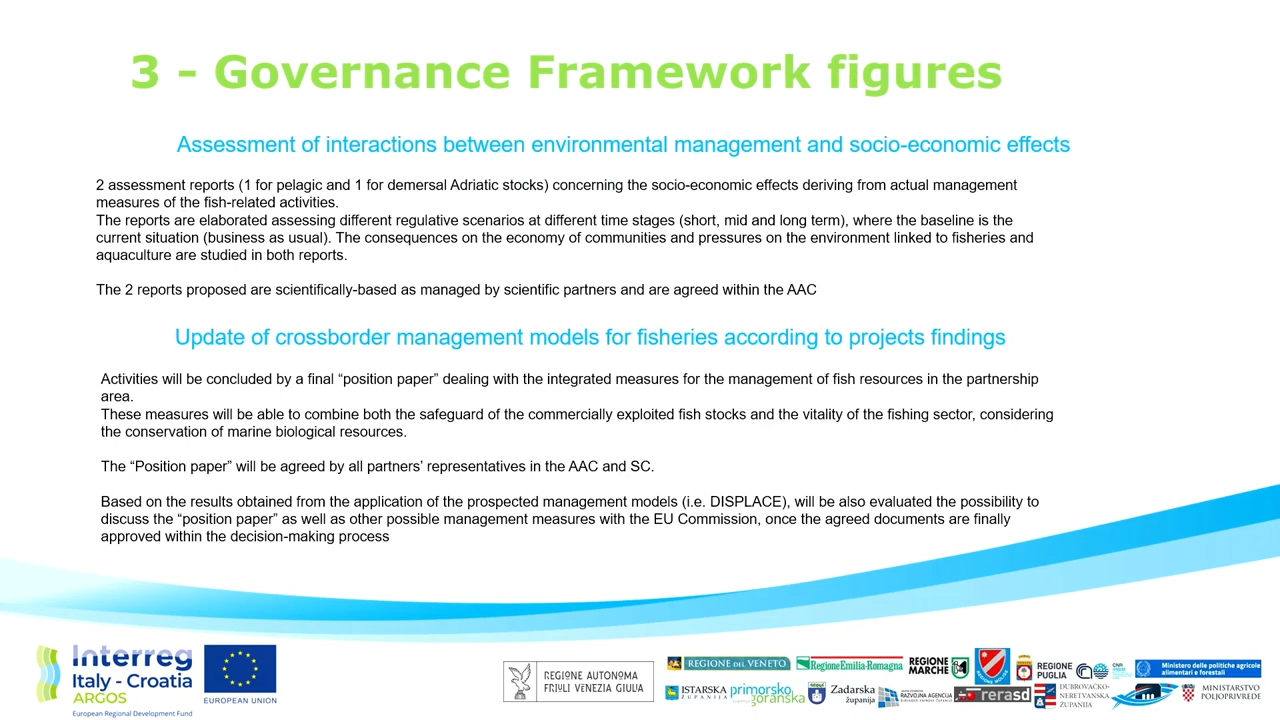 3 - Governance Framework figures
Assessment of interactions between environmental management and socio-economic effects
2 assessment reports (1 for pelagic and 1 for demersal Adriatic stocks) concerning the socio-economic effects deriving from actual management
measures of the fish-related activities.
The reports are elaborated assessing different regulative scenarios at different time stages (short, mid and long term), where the baseline is the
current situation (business as usual). The consequences on the economy of communities and pressures on the environment linked to fisheries and
aquaculture are studied in both reports.
The 2 reports proposed are scientifically-based as managed by scientific partners and are agreed within the AAC
Update of crossborder management models for fisheries according to projects findings
Activities will be concluded by a final “position paper” dealing with the integrated measures for the management of fish resources in the partnership
area.
These measures will be able to combine both the safeguard of the commercially exploited fish stocks and the vitality of the fishing sector, considering
the conservation of marine biological resources.
The “Position paper” will be agreed by all partners’ representatives in the AAC and SC.
Based on the results obtained from the application of the prospected management models (i.e. DISPLACE), will be also evaluated the possibility to
discuss the “position paper” as well as other possible management measures with the EU Commission, once the agreed documents are finally
approved within the decision-making process
Interreg
Italy - Croatia
ARGOS
European Regional Development Fund
EUROPEAN UNION
REGIONE AUTONOMA
FRIULI VENEZIA GIULIA
REGIONE DEL VENETO
RegioneEmilia-Romagna
REGIONE
MARCHE
REGIONE
PUGLIA
CNR
Ministero delle politiche agricole
alimentari e forestali
ISTARSKA
ŽUPANIJA
primorsko
goranska
Zadarska
županija
RAZVOJNA AGENCIJA
rerasd
DUBROVAČKO-
NERETVANSKA
ŽUPANIJA
MINISTARSTVO
POLJOPRIVREDE